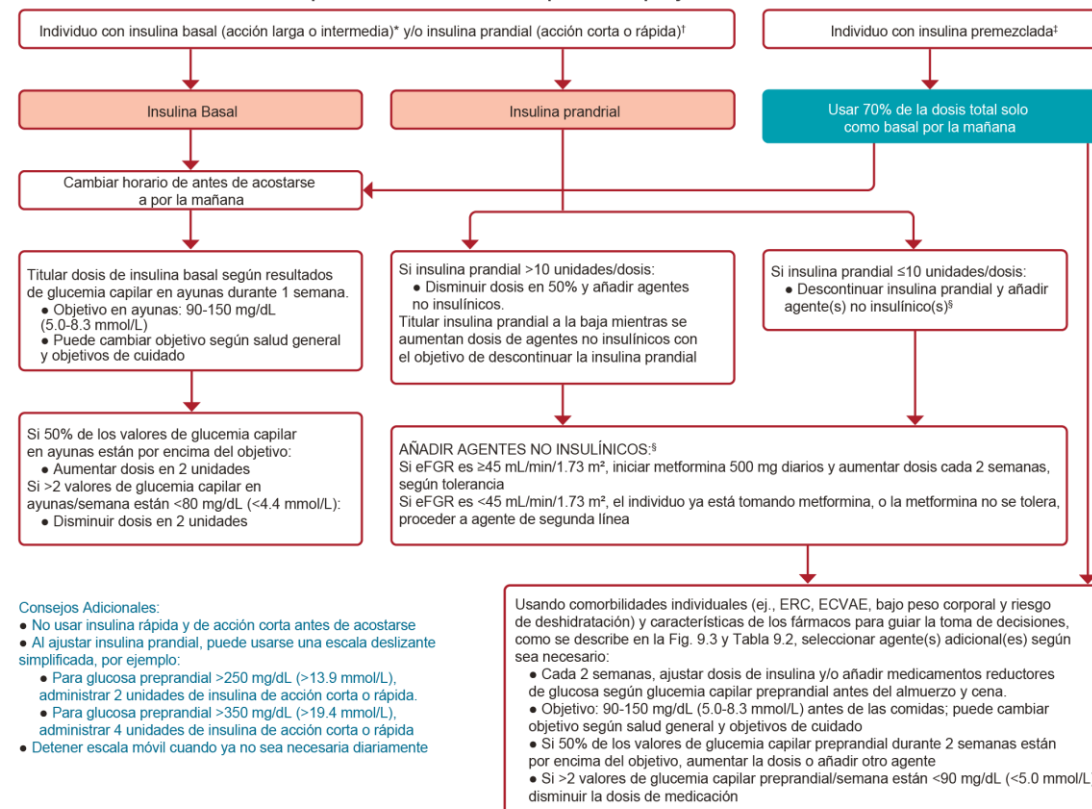 Individuo con insulina basal (acción larga o intermedia)* y/o insulina prandial (acción corta o rápida)†
Individuo con insulina premezclada‡
Insulina Basal
Insulina prandrial
Usar 70% de la dosis total solo
como basal por la mañana
Cambiar horario de antes de acostarse
a por la mañana
Titular dosis de insulina basal según resultados
de glucemia capilar en ayunas durante 1 semana.
● Objetivo en ayunas: 90-150 mg/dL
(5.0-8.3 mmol/L)
● Puede cambiar objetivo según salud general
y objetivos de cuidado
Si insulina prandial >10 unidades/dosis:
● Disminuir dosis en 50% y añadir agentes
no insulínicos.
Titular insulina prandial a la baja mientras se
aumentan dosis de agentes no insulínicos con
el objetivo de descontinuar la insulina prandial
Si insulina prandial ≤10 unidades/dosis:
● Descontinuar insulina prandial y añadir
agente(s) no insulínico(s)§
Si 50% de los valores de glucemia capilar
en ayunas están por encima del objetivo:
● Aumentar dosis en 2 unidades
Si >2 valores de glucemia capilar en
ayunas/semana están <80 mg/dL (<4.4 mmol/L):
● Disminuir dosis en 2 unidades
AÑADIR AGENTES NO INSULÍNICOS:§
Si eFGR es ≥45 mL/min/1.73 m², iniciar metformina 500 mg diarios y aumentar dosis cada 2 semanas,
según tolerancia
Si eFGR es <45 mL/min/1.73 m², el individuo ya está tomando metformina, o la metformina no se tolera,
proceder a agente de segunda línea
Consejos Adicionales:
● No usar insulina rápida y de acción corta antes de acostarse
● Al ajustar insulina prandial, puede usarse una escala deslizante
simplificada, por ejemplo:
● Para glucosa preprandial >250 mg/dL (>13.9 mmol/L),
administrar 2 unidades de insulina de acción corta o rápida.
● Para glucosa preprandial >350 mg/dL (>19.4 mmol/L),
administrar 4 unidades de insulina de acción corta o rápida
● Detener escala móvil cuando ya no sea necesaria diariamente
Usando comorbilidades individuales (ej., ERC, ECVAE, bajo peso corporal y riesgo
de deshidratación) y características de los fármacos para guiar la toma de decisiones,
como se describe en la Fig. 9.3 y Tabla 9.2, seleccionar agente(s) adicional(es) según
sea necesario:
● Cada 2 semanas, ajustar dosis de insulina y/o añadir medicamentos reductores
de glucosa según glucemia capilar preprandial antes del almuerzo y cena.
● Objetivo: 90-150 mg/dL (5.0-8.3 mmol/L) antes de las comidas; puede cambiar
objetivo según salud general y objetivos de cuidado
● Si 50% de los valores de glucemia capilar preprandial durante 2 semanas están
por encima del objetivo, aumentar la dosis o añadir otro agente
● Si >2 valores de glucemia capilar preprandial/semana están <90 mg/dL (<5.0 mmol/L)
disminuir la dosis de medicación